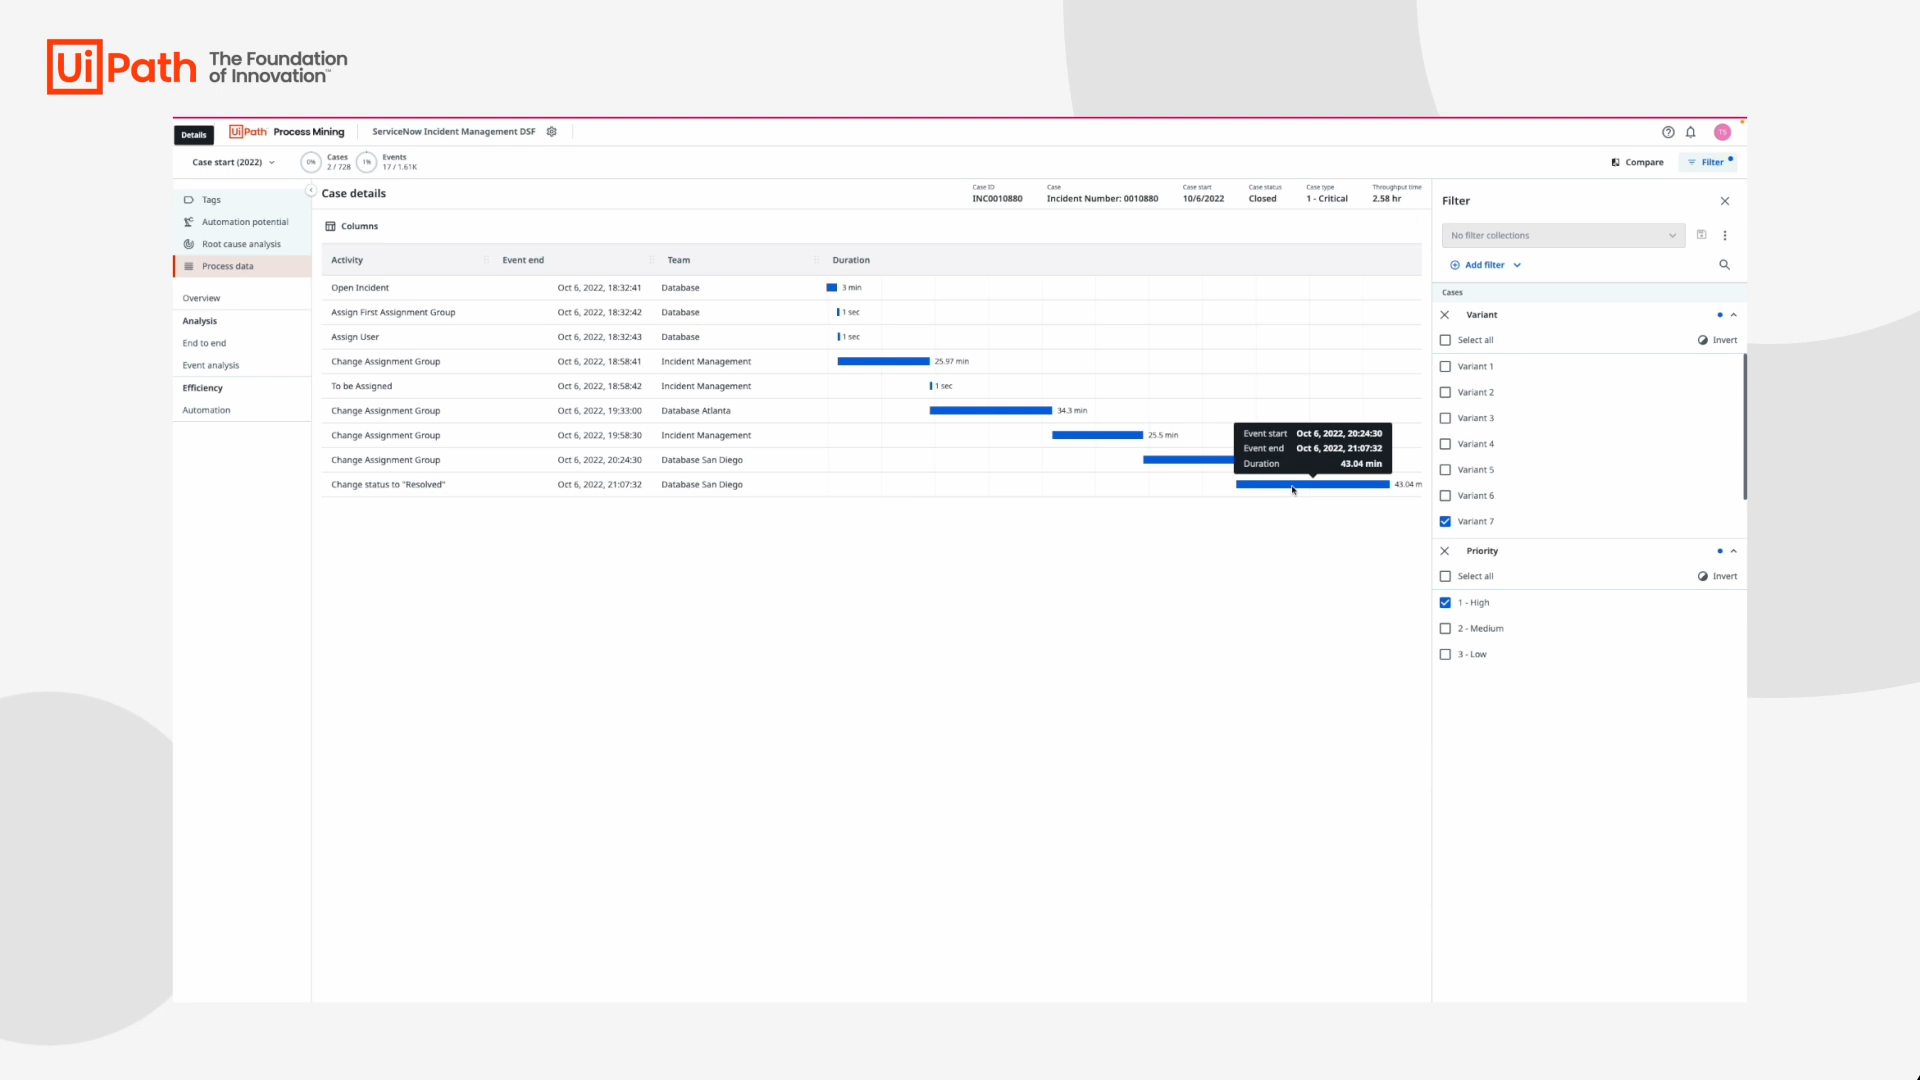 UiPath The Foundation
of Innovation™
Details
UiPath Process Mining
ServiceNow Incident Management DSF
TS
Case start (2022)
0% Cases
2 / 728
1% Events
17 / 1.61K
Compare
Filter
Tags
Automation potential
Root cause analysis
Process data
Overview
Analysis
End to end
Event analysis
Efficiency
Automation
Case details
Case ID
INC0010880
Case
Incident Number: 0010880
Case start
10/6/2022
Case status
Closed
Case type
1 - Critical
Throughput time
2.58 hr
Columns
Activity Event end Team Duration
Open Incident Oct 6, 2022, 18:32:41 Database 3 min
Assign First Assignment Group Oct 6, 2022, 18:32:42 Database 1 sec
Assign User Oct 6, 2022, 18:32:43 Database 1 sec
Change Assignment Group Oct 6, 2022, 18:58:41 Incident Management 25.97 min
To be Assigned Oct 6, 2022, 18:58:42 Incident Management 1 sec
Change Assignment Group Oct 6, 2022, 19:33:00 Database Atlanta 34.3 min
Change Assignment Group Oct 6, 2022, 19:58:30 Incident Management 25.5 min
Change Assignment Group Oct 6, 2022, 20:24:30 Database San Diego
Change status to "Resolved" Oct 6, 2022, 21:07:32 Database San Diego 43.04 m
Event start Oct 6, 2022, 20:24:30
Event end Oct 6, 2022, 21:07:32
Duration 43.04 min
Filter
No filter collections
Add filter
Cases
Variant
Select all Invert
Variant 1
Variant 2
Variant 3
Variant 4
Variant 5
Variant 6
Variant 7
Priority
Select all Invert
1 - High
2 - Medium
3 - Low